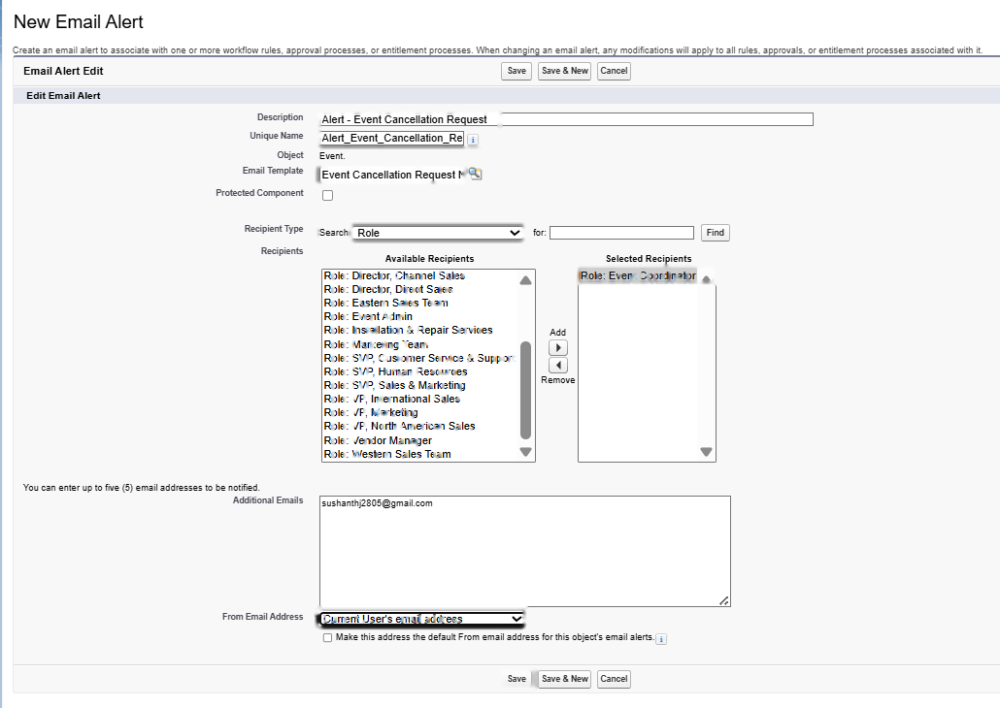 New Email Alert
Create an email alert to associate with one or more workflow rules, approval processes, or entitlement processes. When changing an email alert, any modifications will apply to all rules, approvals, or entitlement processes associated with it.
Email Alert Edit
Save
Save & New
Cancel
Edit Email Alert
Description
Alert - Event Cancellation Request
Unique Name
Alert_Event_Cancellation_Re
i
Object
Event.
Email Template
Event Cancellation Request
Protected Component
Recipient Type
Search:
Role
for:
Find
Recipients
Available Recipients
Selected Recipients
Role: Director, Channel Sales
Role: Director, Direct Sales
Role: Eastern Sales Team
Role: Event Admin
Role: Installation & Repair Services
Role: Marketing Team
Role: SVP, Customer Service & Support
Role: SVP, Human Resources
Role: SVP, Sales & Marketing
Role: VP, International Sales
Role: VP, Marketing
Role: VP, North American Sales
Role: Vendor Manager
Role: Western Sales Team
Add
Remove
Role: Event Coordinator
You can enter up to five (5) email addresses to be notified.
Additional Emails
sushanthj2805@gmail.com
From Email Address
Current User's email address
Make this address the default From email address for this object's email alerts.
i
Save
Save & New
Cancel